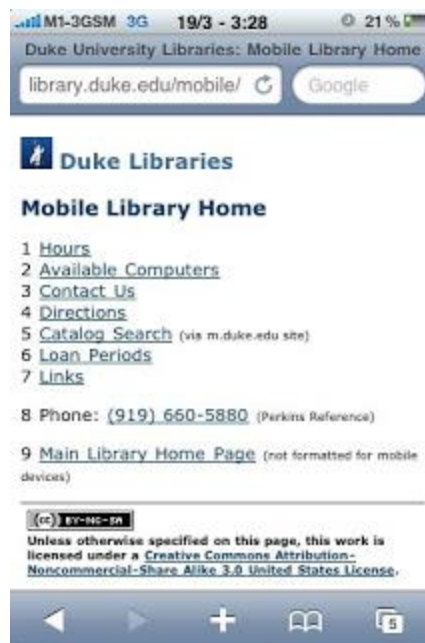 M1-3GSM 3G 19/3 - 3:28 21 %
Duke University Libraries: Mobile Library Home
library.duke.edu/mobile/ Google
Duke Libraries
Mobile Library Home
1 Hours
2 Available Computers
3 Contact Us
4 Directions
5 Catalog Search (via m.duke.edu site)
6 Loan Periods
7 Links
8 Phone: (919) 660-5880 (Perkins Reference)
9 Main Library Home Page (not formatted for mobile
devices)
(cc) BY-NC-SA
Unless otherwise specified on this page, this work is
licensed under a Creative Commons Attribution-
Noncommercial-Share Alike 3.0 United States License.
5